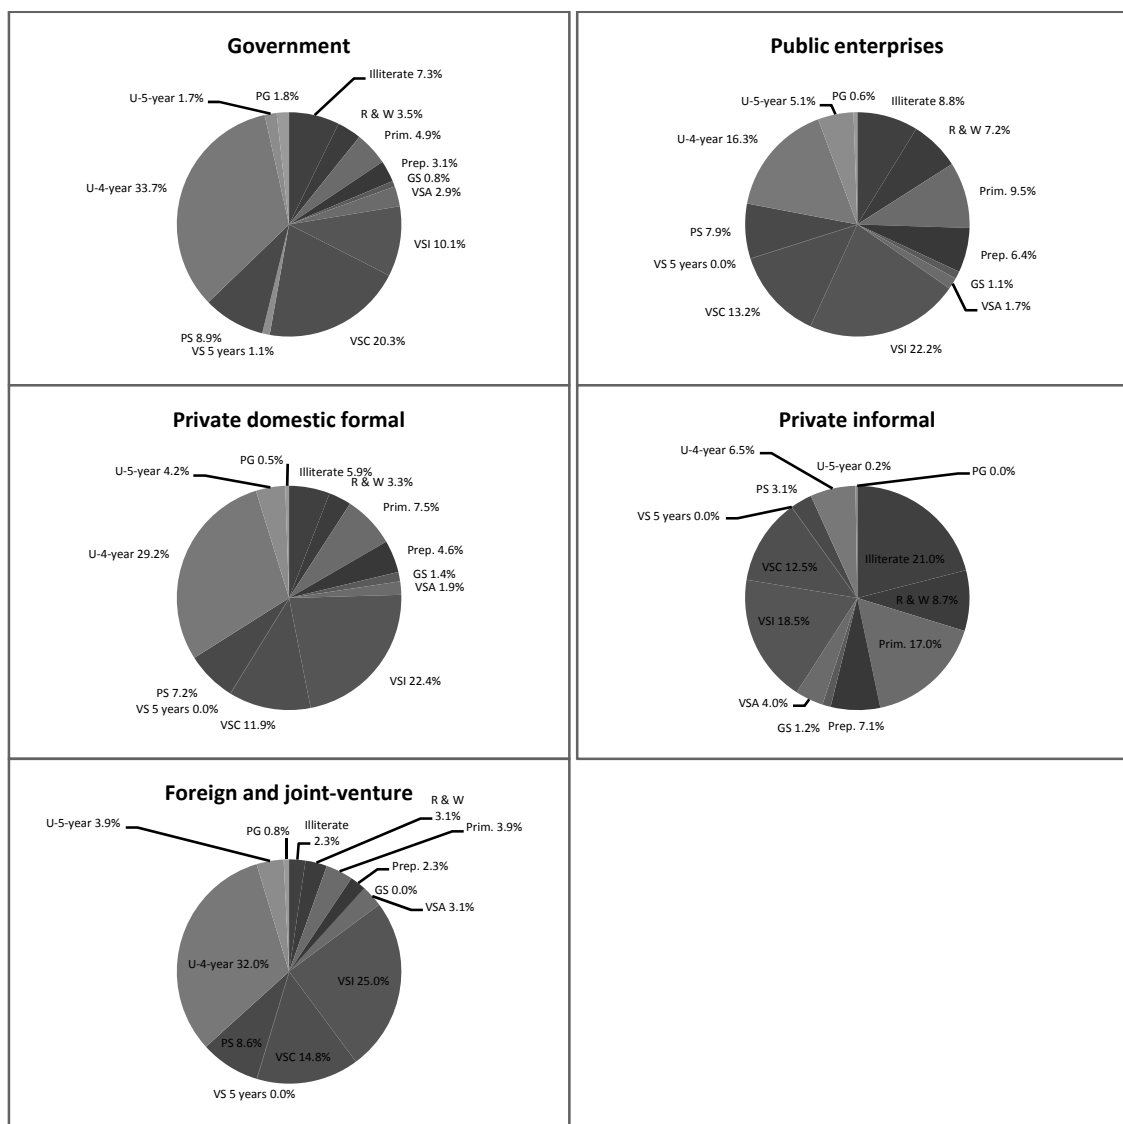 Government
Illiterate 7.3%
R & W 3.5%
Prim. 4.9%
Prep. 3.1%
GS 0.8%
VSA 2.9%
VSI 10.1%
VSC 20.3%
VS 5 years 1.1%
PS 8.9%
U-4-year 33.7%
U-5-year 1.7%
PG 1.8%
Public enterprises
Illiterate 8.8%
R & W 7.2%
Prim. 9.5%
Prep. 6.4%
GS 1.1%
VSA 1.7%
VSI 22.2%
VSC 13.2%
VS 5 years 0.0%
PS 7.9%
U-4-year 16.3%
U-5-year 5.1%
PG 0.6%
Private domestic formal
Illiterate 5.9%
R & W 3.3%
Prim. 7.5%
Prep. 4.6%
GS 1.4%
VSA 1.9%
VSI 22.4%
VSC 11.9%
VS 5 years 0.0%
PS 7.2%
U-4-year 29.2%
U-5-year 4.2%
PG 0.5%
Private informal
Illiterate 21.0%
R & W 8.7%
Prim. 17.0%
Prep. 7.1%
GS 1.2%
VSA 4.0%
VSI 18.5%
VSC 12.5%
VS 5 years 0.0%
PS 3.1%
U-4-year 6.5%
U-5-year 0.2%
PG 0.0%
Foreign and joint-venture
Illiterate
2.3%
R & W
3.1%
Prim. 3.9%
Prep. 2.3%
GS 0.0%
VSA 3.1%
VSI 25.0%
VSC 14.8%
VS 5 years 0.0%
PS 8.6%
U-4-year 32.0%
U-5-year 3.9%
PG 0.8%